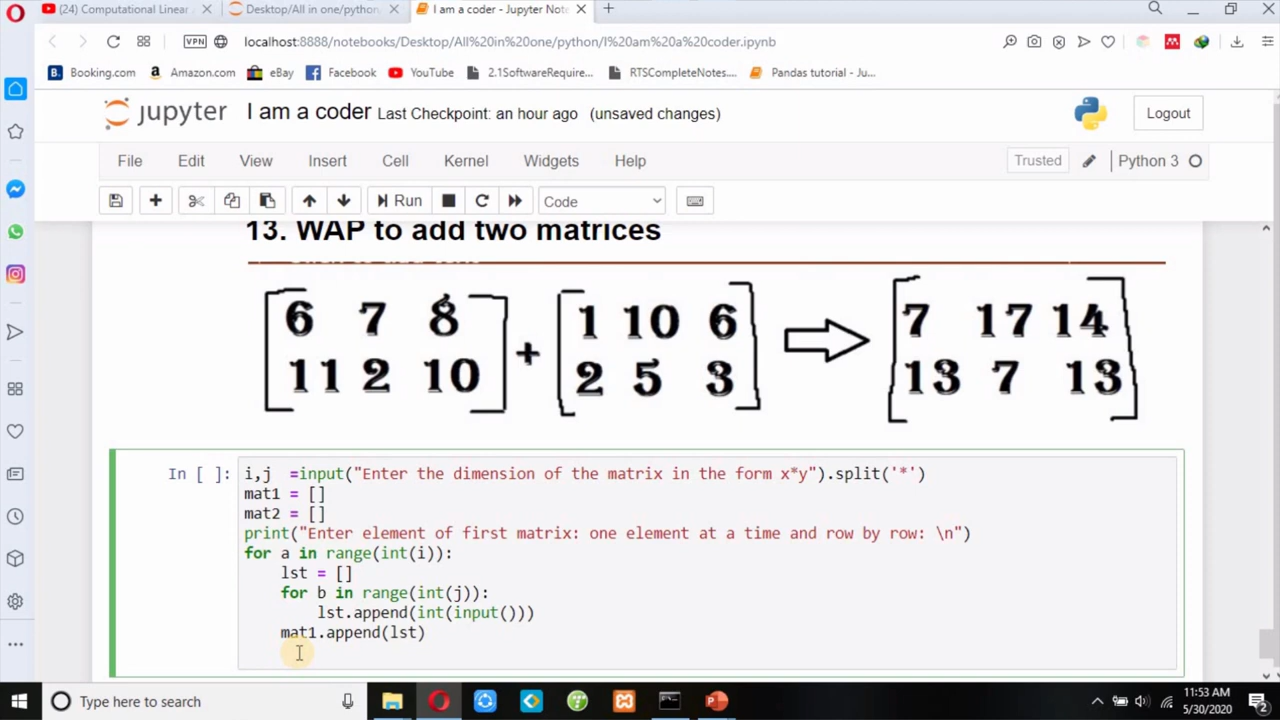 (24) Computational Linear
Desktop/All in one/python
I am a coder - Jupyter Not
VPN
localhost:8888/notebooks/Desktop/All%20in%20one/python/I%20am%20a%20coder.ipynb
B. Booking.com
a Amazon.com
eBay
Facebook
YouTube
2.1SoftwareRequire...
RTSCompleteNotes....
Pandas tutorial - Ju...
jupyter I am a coder Last Checkpoint: an hour ago (unsaved changes)
Logout
File Edit View Insert Cell Kernel Widgets Help
Trusted
Python 3
Run
Code
13. WAP to add two matrices
6 7 8
11 2 10
+
1 10 6
2 5 3
7 17 14
13 7 13
In [ ]: i,j  =input("Enter the dimension of the matrix in the form x*y").split('*')
mat1 = []
mat2 = []
print("Enter element of first matrix: one element at a time and row by row: \n")
for a in range(int(i)):
    lst = []
    for b in range(int(j)):
        lst.append(int(input()))
    mat1.append(lst)
Type here to search
11:53 AM
5/30/2020
2